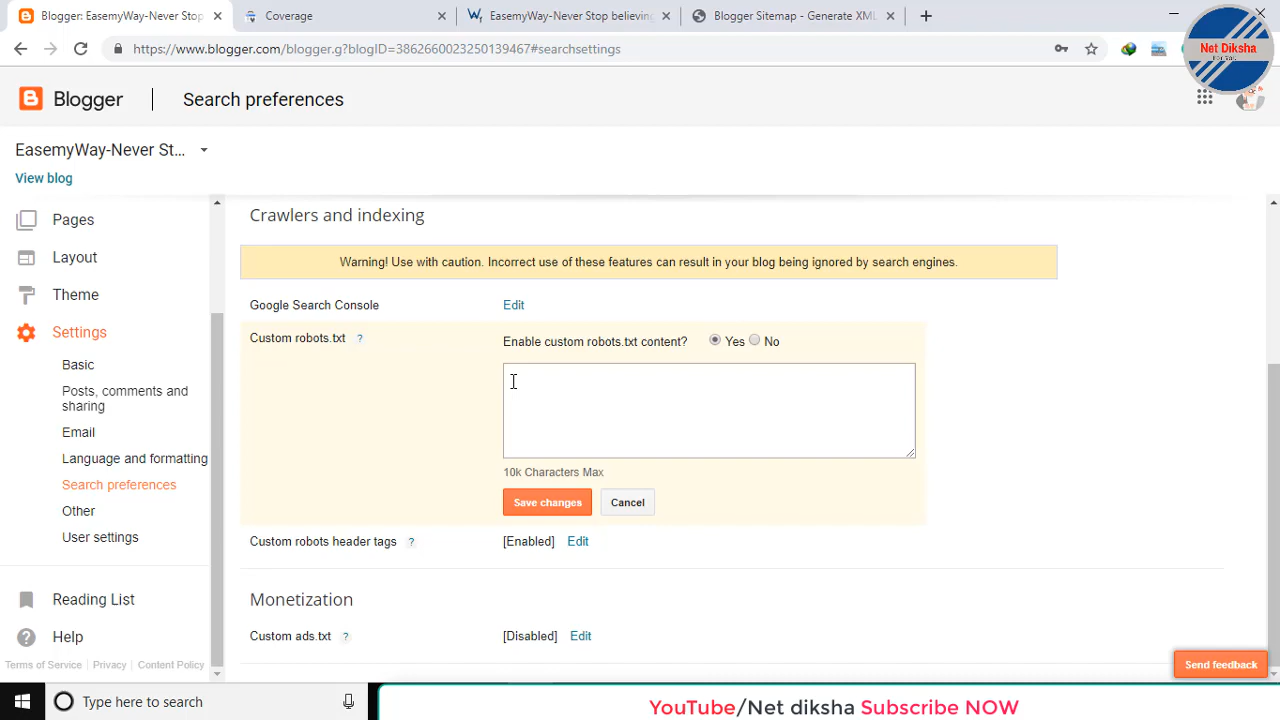 Blogger: EasemyWay-Never Stop
Coverage
EasemyWay-Never Stop believing
Blogger Sitemap - Generate XML
https://www.blogger.com/blogger.g?blogID=3862660023250139467#searchsettings
Net Diksha
Blogger
Search preferences
EasemyWay-Never St...
View blog
Pages
Layout
Theme
Settings
Basic
Posts, comments and
sharing
Email
Language and formatting
Search preferences
Other
User settings
Reading List
Help
Terms of Service | Privacy | Content Policy
Crawlers and indexing
Warning! Use with caution. Incorrect use of these features can result in your blog being ignored by search engines.
Google Search Console Edit
Custom robots.txt ? Enable custom robots.txt content? Yes No
10k Characters Max
Save changes Cancel
Custom robots header tags ? [Enabled] Edit
Monetization
Custom ads.txt ? [Disabled] Edit
Send feedback
Type here to search
YouTube/Net diksha Subscribe NOW